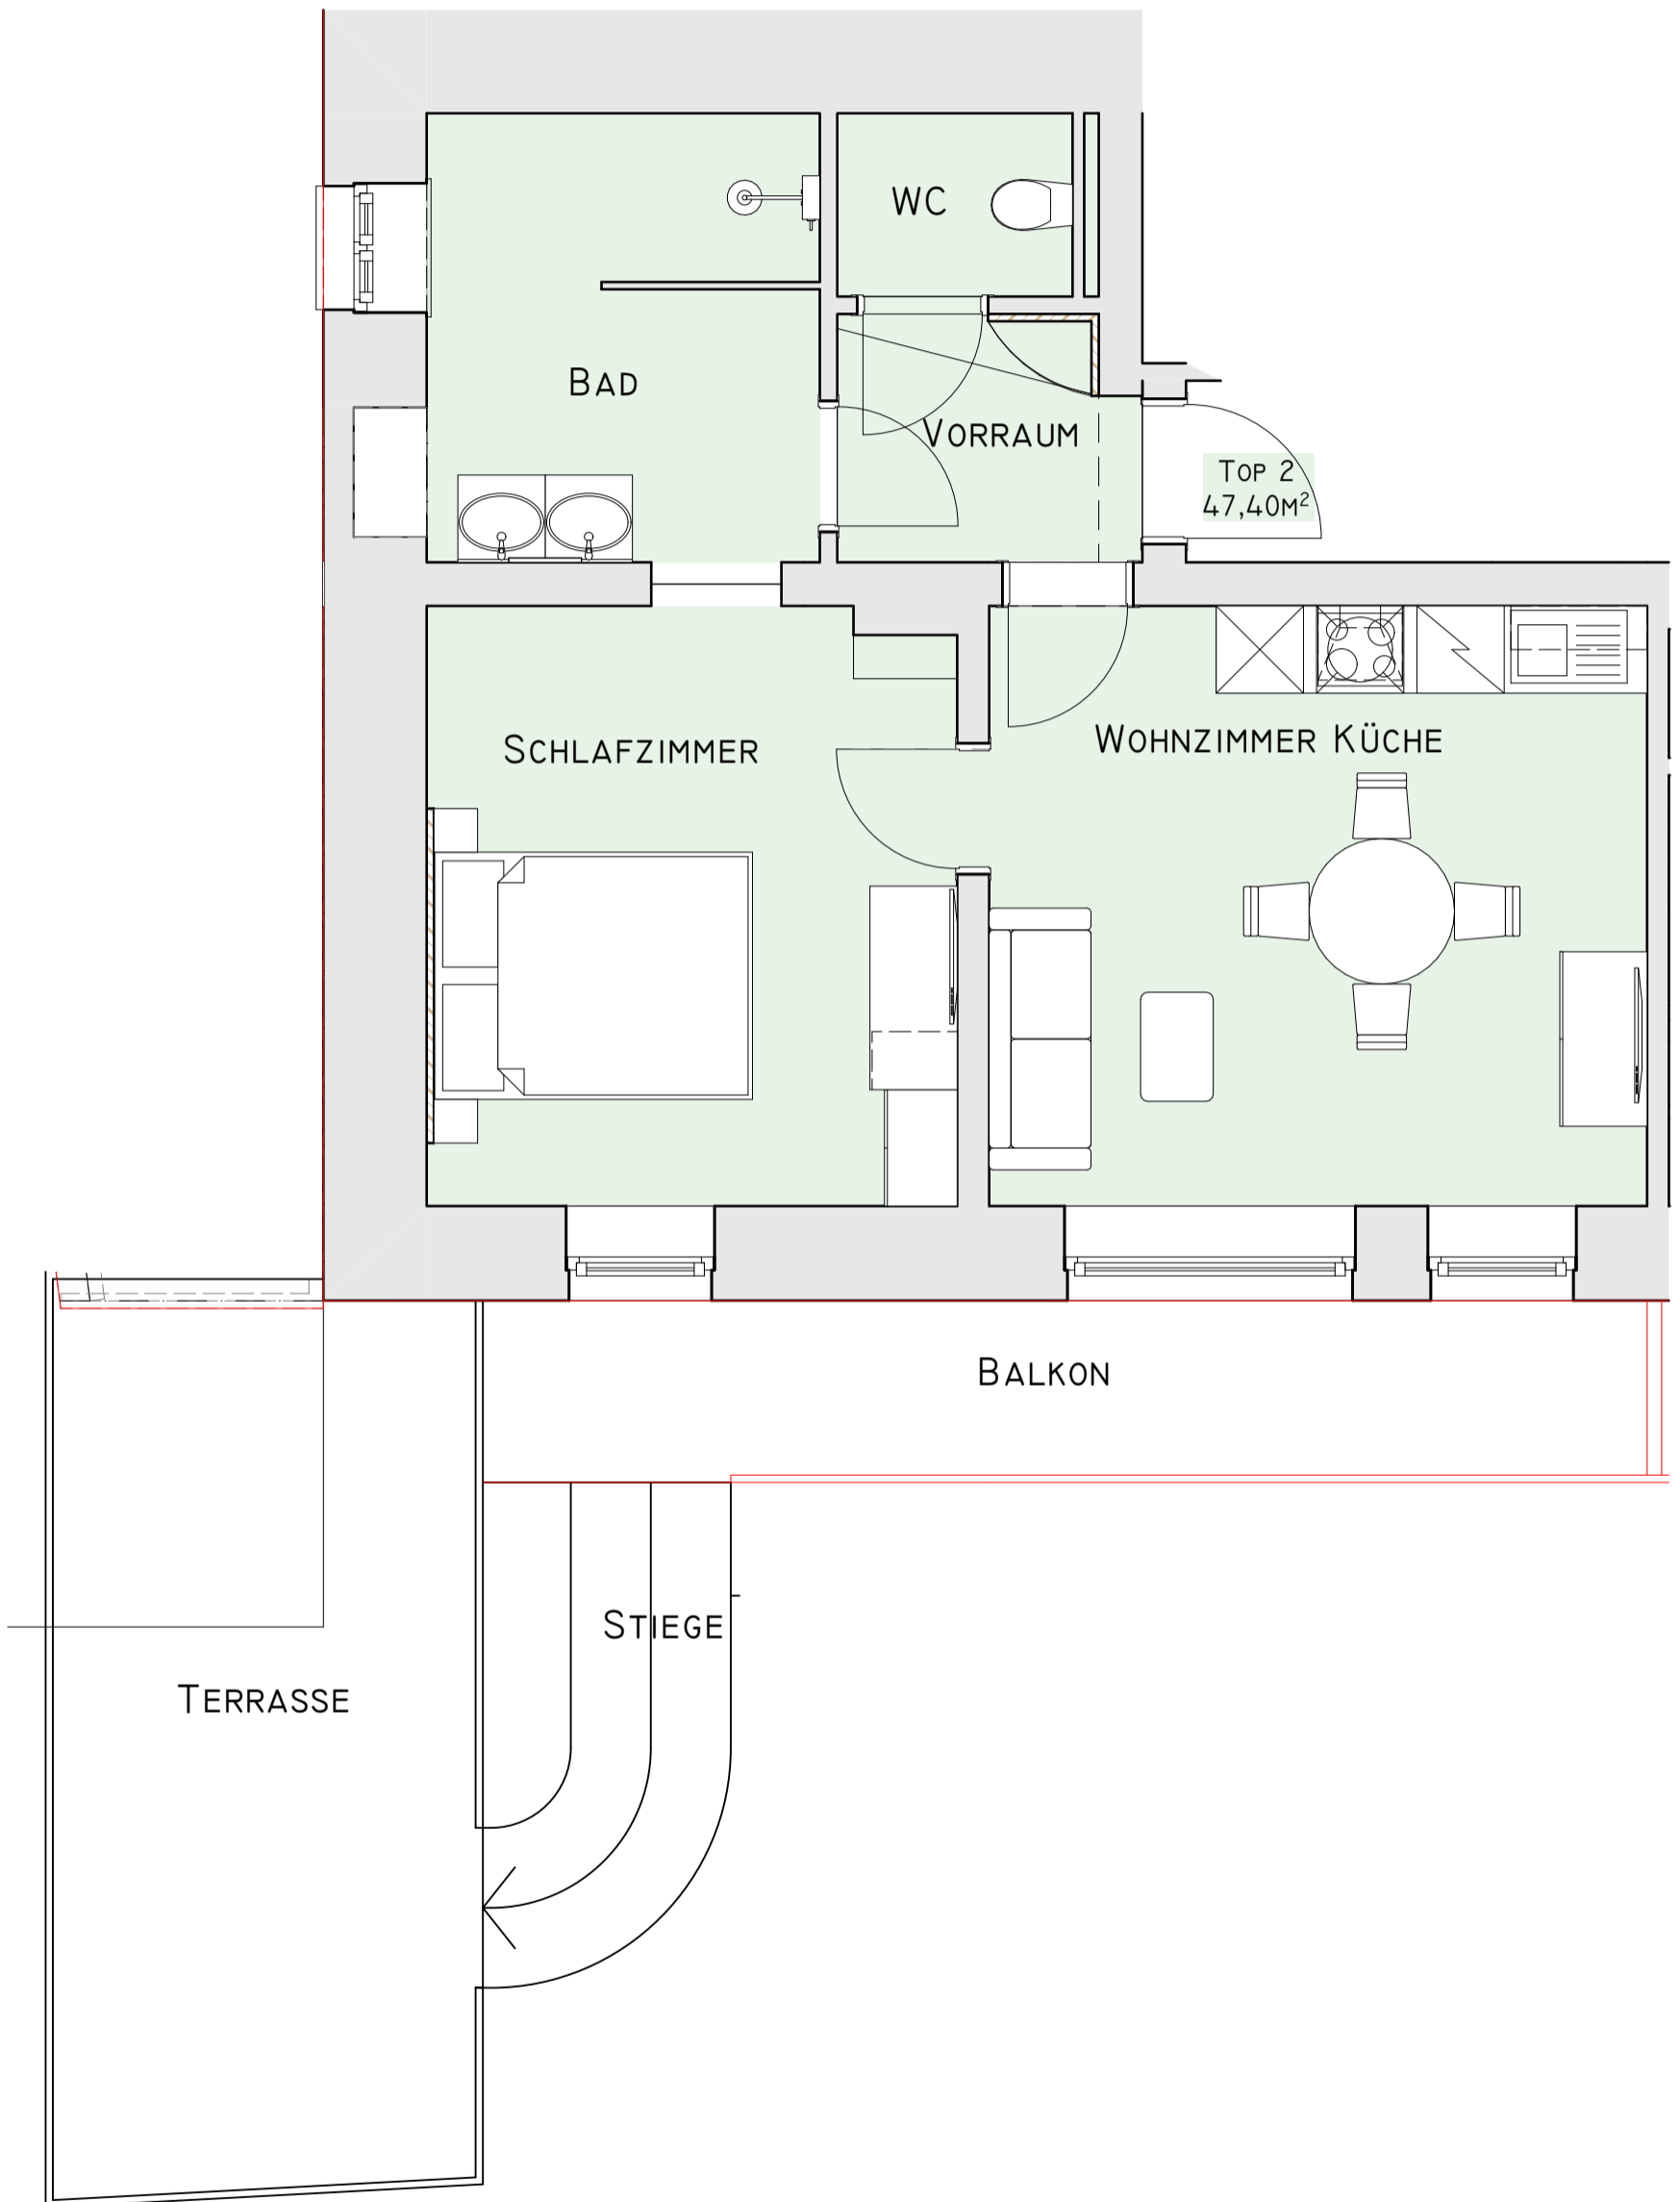 WC
Bad
Vorraum
Top 2
47,40m²
Schlafzimmer
Wohnzimmer Küche
Balkon
Stiege
Terrasse